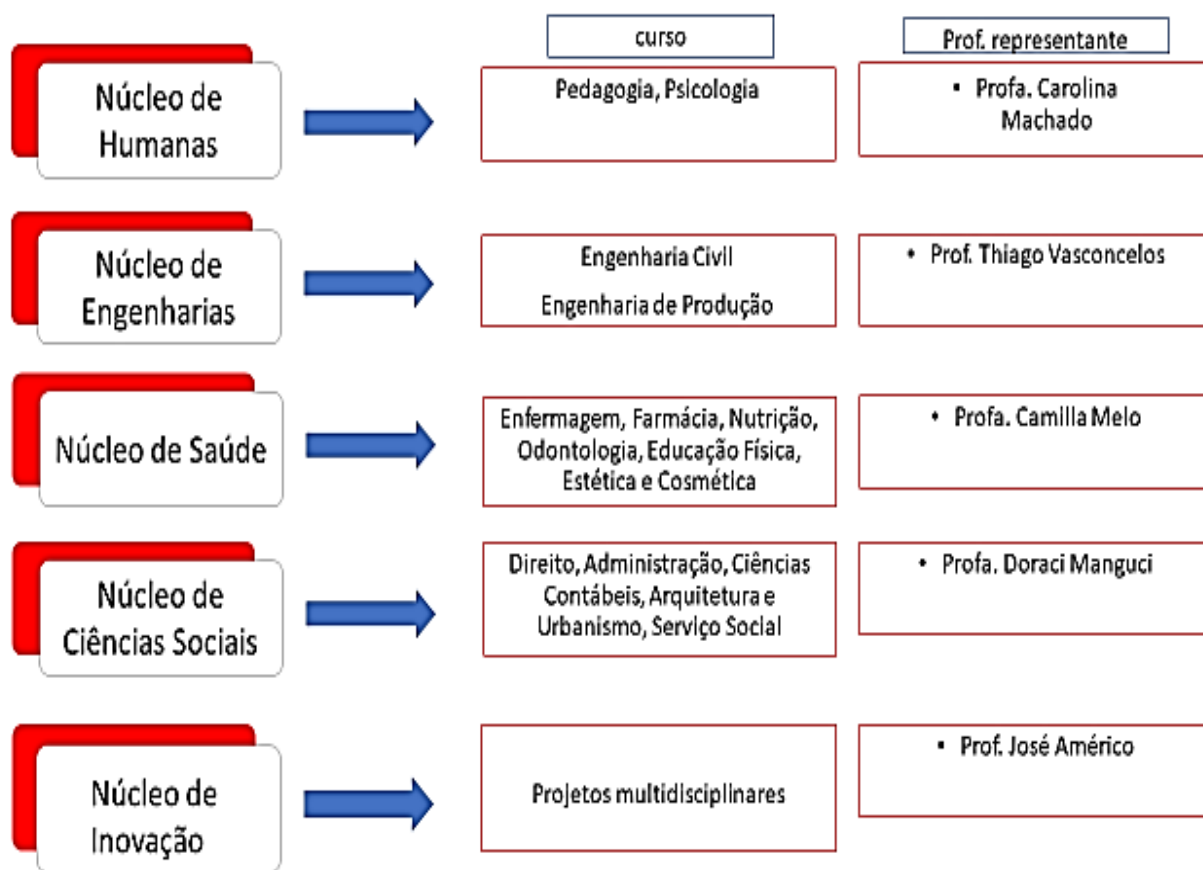 curso
Prof. representante
Núcleo de
Humanas
Pedagogia, Psicologia
▪ Profa. Carolina
Machado
Núcleo de
Engenharias
Engenharia Civil
Engenharia de Produção
• Prof. Thiago Vasconcelos
Núcleo de Saúde
Enfermagem, Farmácia, Nutrição,
Odontologia, Educação Física,
Estética e Cosmética
• Profa. Camilla Melo
Núcleo de
Ciências Sociais
Direito, Administração, Ciências
Contábeis, Arquitetura e
Urbanismo, Serviço Social
• Profa. Doraci Manguci
Núcleo de
Inovação
Projetos multidisciplinares
• Prof. José Américo